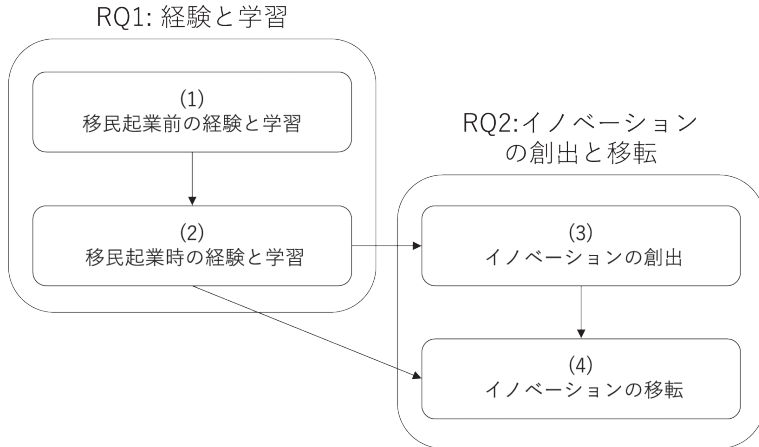 RQ1: 経験と学習
(1)
移民起業前の経験と学習
(2)
移民起業時の経験と学習
RQ2:イノベーション
の創出と移転
(3)
イノベーションの創出
(4)
イノベーションの移転